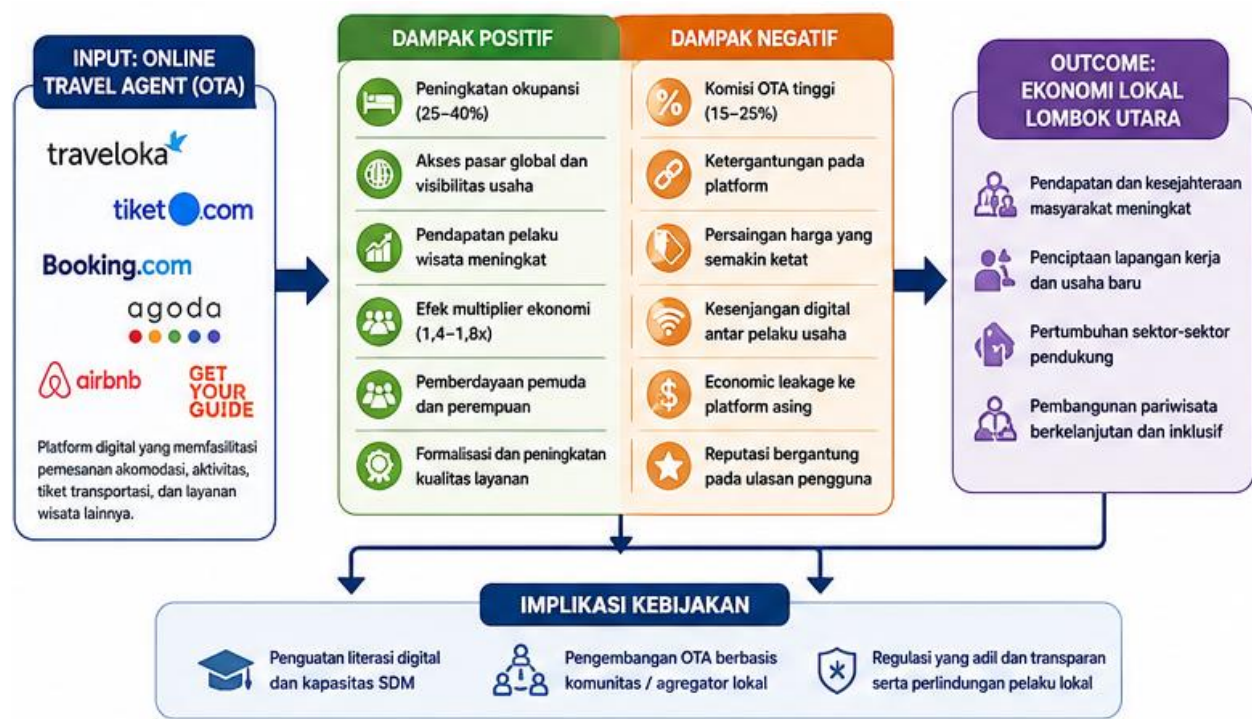 INPUT: ONLINE
TRAVEL AGENT (OTA)
traveloka
tiket.com
Booking.com
agoda
airbnb
GET
YOUR
GUIDE
Platform digital yang memfasilitasi
pemesanan akomodasi, aktivitas,
tiket transportasi, dan layanan
wisata lainnya.
DAMPAK POSITIF
Peningkatan okupansi
(25–40%)
Akses pasar global dan
visibilitas usaha
Pendapatan pelaku
wisata meningkat
Efek multiplier ekonomi
(1,4–1,8x)
Pemberdayaan pemuda
dan perempuan
Formalisasi dan peningkatan
kualitas layanan
DAMPAK NEGATIF
%
Komisi OTA tinggi
(15–25%)
Ketergantungan pada
platform
Persaingan harga yang
semakin ketat
Kesenjangan digital
antar pelaku usaha
$
Economic leakage ke
platform asing
Reputasi bergantung
pada ulasan pengguna
OUTCOME:
EKONOMI LOKAL
LOMBOK UTARA
Pendapatan dan kesejahteraan
masyarakat meningkat
Penciptaan lapangan kerja
dan usaha baru
Pertumbuhan sektor-sektor
pendukung
Pembangunan pariwisata
berkelanjutan dan inklusif
IMPLIKASI KEBIJAKAN
Penguatan literasi digital
dan kapasitas SDM
Pengembangan OTA berbasis
komunitas / agregator lokal
Regulasi yang adil dan transparan
serta perlindungan pelaku lokal